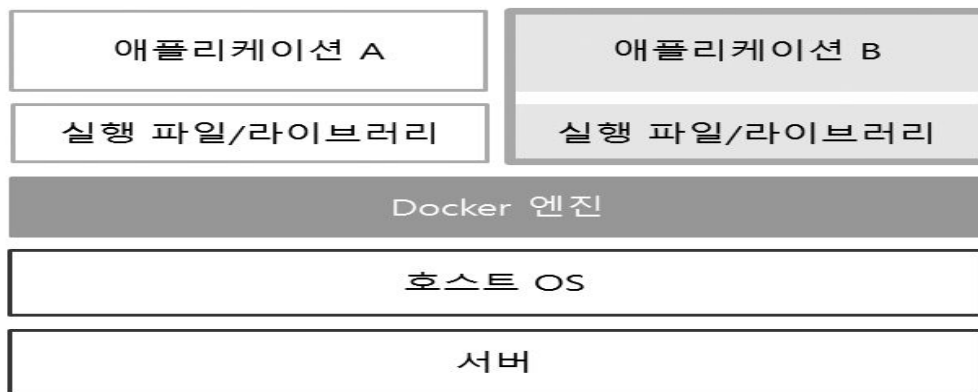 애플리케이션 A
애플리케이션 B
실행 파일/라이브러리
실행 파일/라이브러리
Docker 엔진
호스트 OS
서버